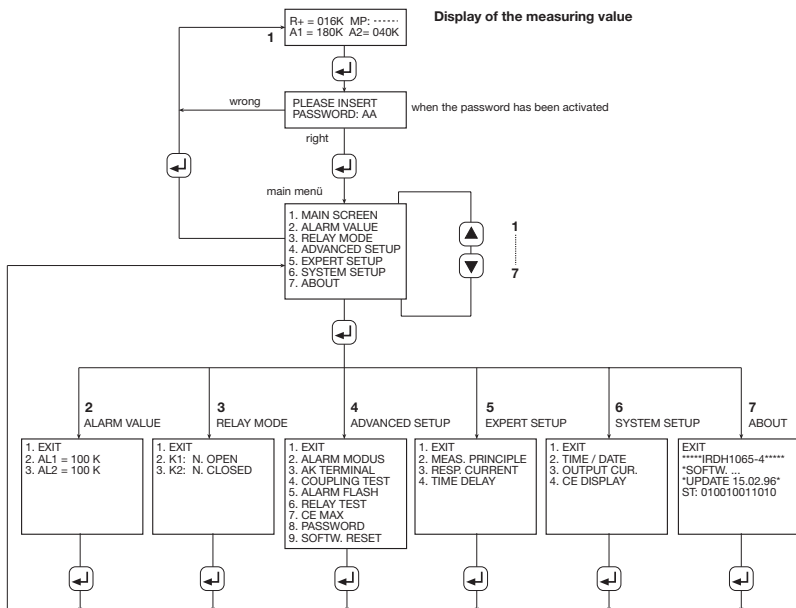 Display of the measuring value
R+ = 016K MP: -----
A1 = 180K A2= 040K
1
wrong
PLEASE INSERT
PASSWORD: AA
when the password has been activated
right
main menü
1. MAIN SCREEN
2. ALARM VALUE
3. RELAY MODE
4. ADVANCED SETUP
5. EXPERT SETUP
6. SYSTEM SETUP
7. ABOUT
1
7
2
ALARM VALUE
1. EXIT
2. AL1 = 100 K
3. AL2 = 100 K
3
RELAY MODE
1. EXIT
2. K1: N. OPEN
3. K2: N. CLOSED
4
ADVANCED SETUP
1. EXIT
2. ALARM MODUS
3. AK TERMINAL
4. COUPLING TEST
5. ALARM FLASH
6. RELAY TEST
7. CE MAX
8. PASSWORD
9. SOFTW. RESET
5
EXPERT SETUP
1. EXIT
2. MEAS. PRINCIPLE
3. RESP. CURRENT
4. TIME DELAY
6
SYSTEM SETUP
1. EXIT
2. TIME / DATE
3. OUTPUT CUR.
4. CE DISPLAY
7
ABOUT
EXIT
*****IRDH1065-4*****
*SOFTW. ...
*UPDATE 15.02.96*
ST: 010010011010